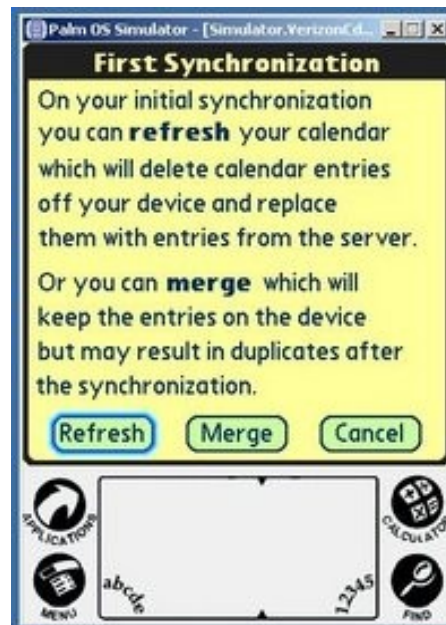 Palm OS Simulator - [Simulator.VerizonCd...
First Synchronization
On your initial synchronization
you can refresh your calendar
which will delete calendar entries
off your device and replace
them with entries from the server.
Or you can merge which will
keep the entries on the device
but may result in duplicates after
the synchronization.
Refresh Merge Cancel
APPLICATIONS CALCULATOR
abcde 12345
MENU FIND